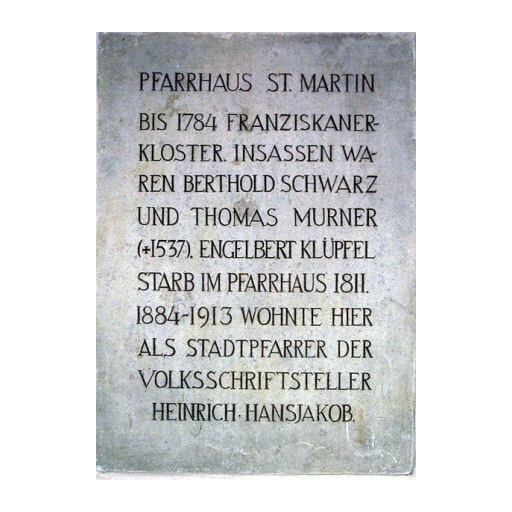 PFARRHAUS ST. MARTIN
BIS 1784 FRANZISKANER-
KLOSTER. INSASSEN WA-
REN BERTHOLD SCHWARZ
UND THOMAS MURNER
(✝1537). ENGELBERT KLÜPFEL
STARB IM PFARRHAUS 1811.
1884-1913 WOHNTE HIER
ALS STADTPFARRER DER
VOLKSSCHRIFTSTELLER
HEINRICH·HANSJAKOB.